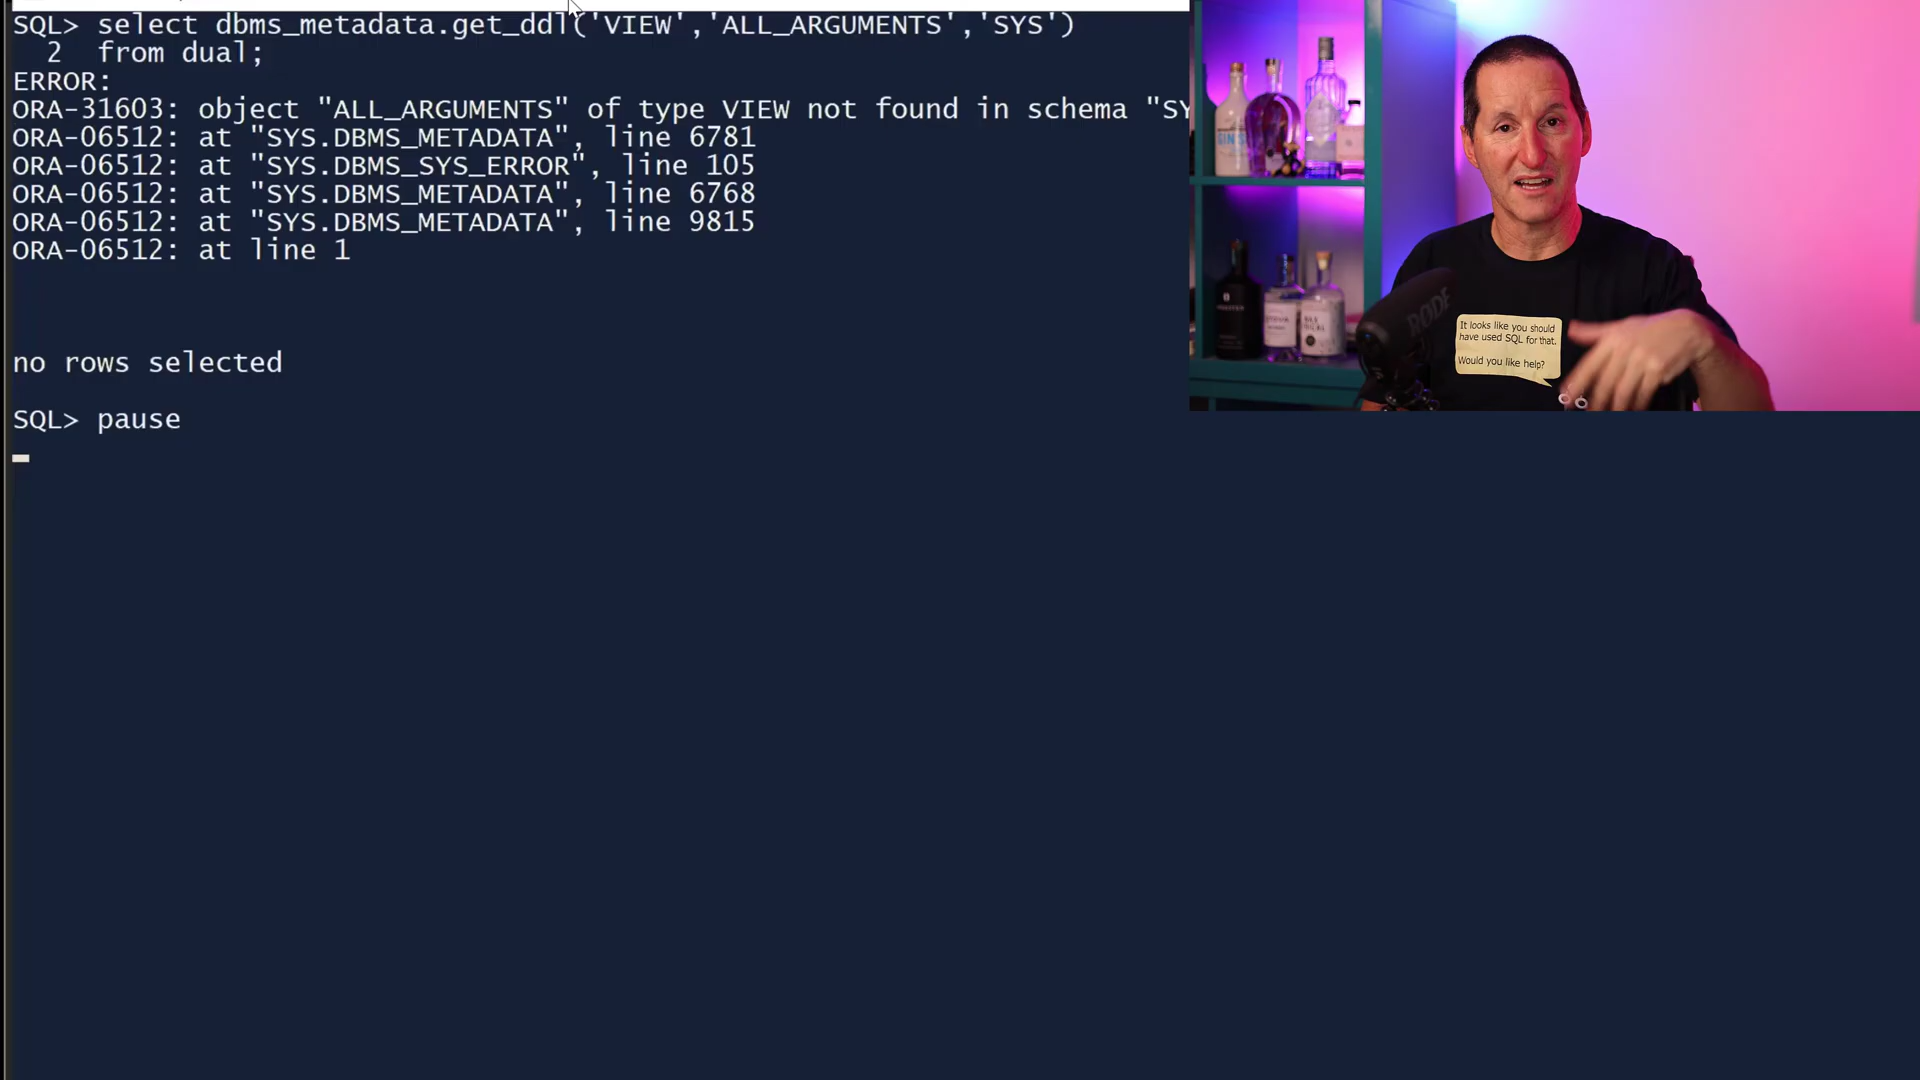 SQL> select dbms_metadata.get_ddl('VIEW','ALL_ARGUMENTS','SYS')
  2  from dual;
ERROR:
ORA-31603: object "ALL_ARGUMENTS" of type VIEW not found in schema "SY
ORA-06512: at "SYS.DBMS_METADATA", line 6781
ORA-06512: at "SYS.DBMS_SYS_ERROR", line 105
ORA-06512: at "SYS.DBMS_METADATA", line 6768
ORA-06512: at "SYS.DBMS_METADATA", line 9815
ORA-06512: at line 1
no rows selected
SQL> pause
RODE
It looks like you should
have used SQL for that.
Would you like help?